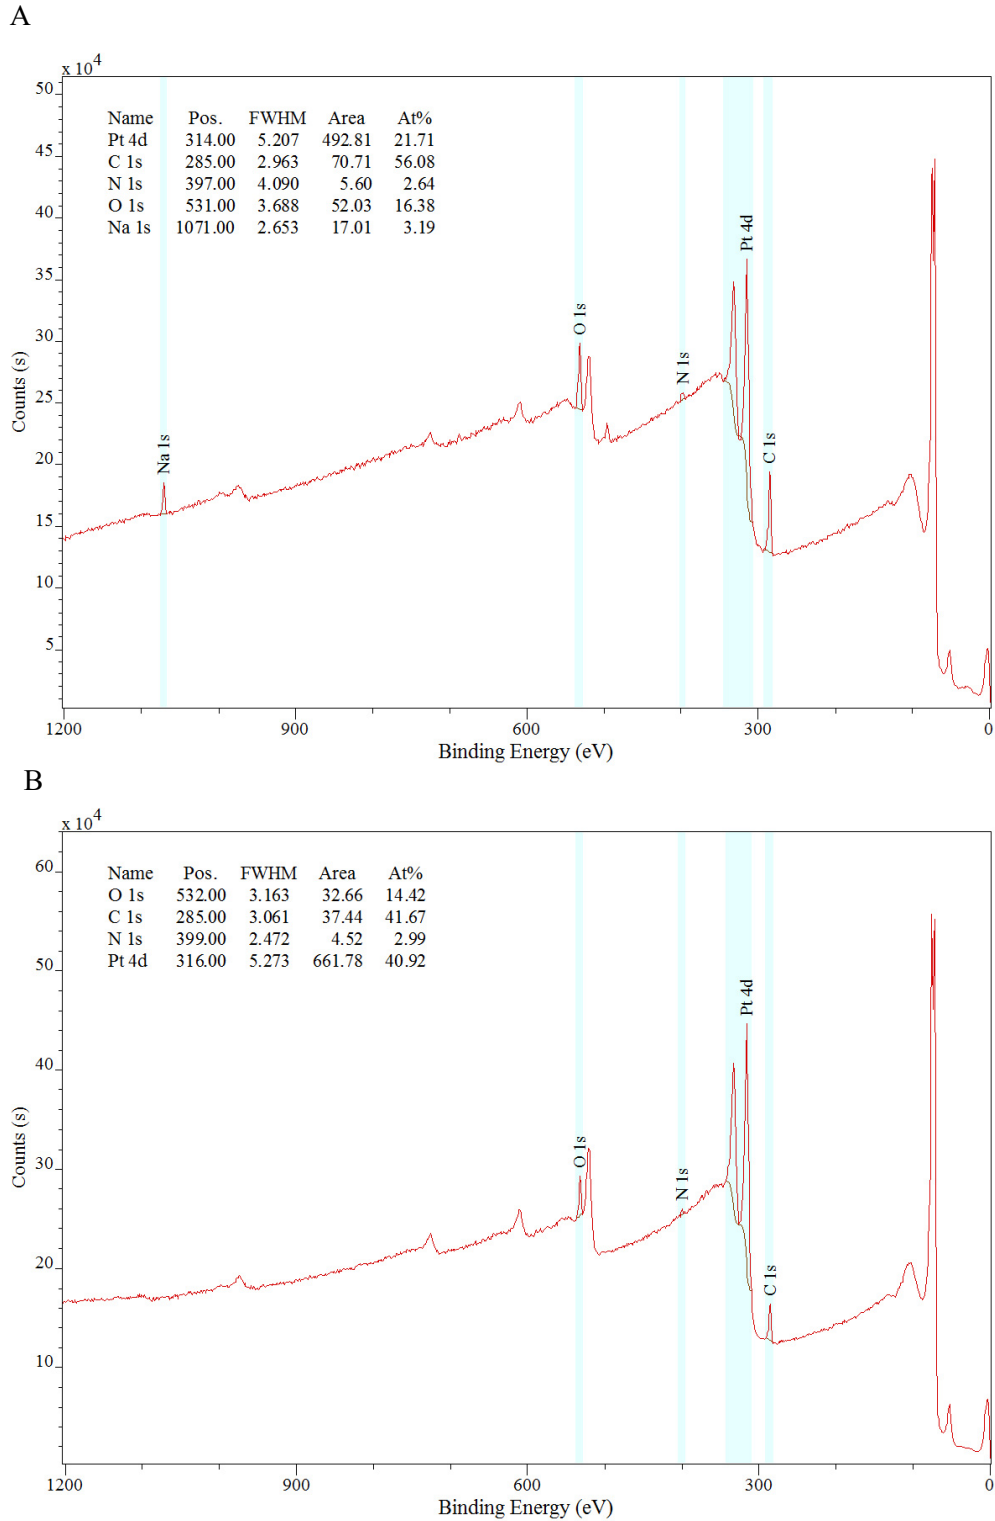 A
x 10^4
50
45
40
35
30
25
20
15
10
5
Counts (s)
Name Pos. FWHM Area At%
Pt 4d 314.00 5.207 492.81 21.71
C 1s 285.00 2.963 70.71 56.08
N 1s 397.00 4.090 5.60 2.64
O 1s 531.00 3.688 52.03 16.38
Na 1s 1071.00 2.653 17.01 3.19
Na 1s
O 1s
N 1s
Pt 4d
C 1s
1200 900 600 300 0
Binding Energy (eV)
B
x 10^4
60
50
40
30
20
10
Counts (s)
Name Pos. FWHM Area At%
O 1s 532.00 3.163 32.66 14.42
C 1s 285.00 3.061 37.44 41.67
N 1s 399.00 2.472 4.52 2.99
Pt 4d 316.00 5.273 661.78 40.92
O 1s
N 1s
Pt 4d
C 1s
1200 900 600 300 0
Binding Energy (eV)